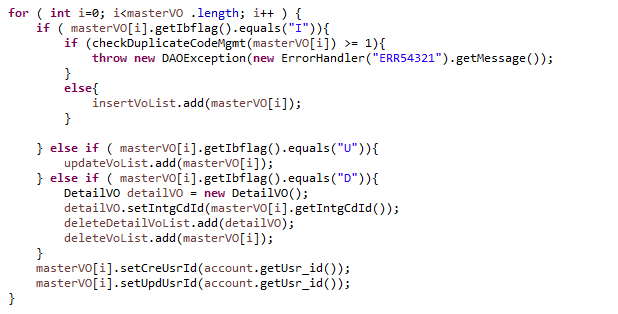 for ( int i=0; i<masterVO .length; i++ ) {
    if ( masterVO[i].getIbflag().equals("I")){
        if (checkDuplicateCodeMgmt(masterVO[i]) >= 1){
            throw new DAOException(new ErrorHandler("ERR54321").getMessage());
        }
        else{
            insertVoList.add(masterVO[i]);
        }

    } else if ( masterVO[i].getIbflag().equals("U")){
        updateVoList.add(masterVO[i]);
    } else if ( masterVO[i].getIbflag().equals("D")){
        DetailVO detailVO = new DetailVO();
        detailVO.setIntgCdId(masterVO[i].getIntgCdId());
        deleteDetailVoList.add(detailVO);
        deleteVoList.add(masterVO[i]);
    }
    masterVO[i].setCreUsrId(account.getUsr_id());
    masterVO[i].setUpdUsrId(account.getUsr_id());
}